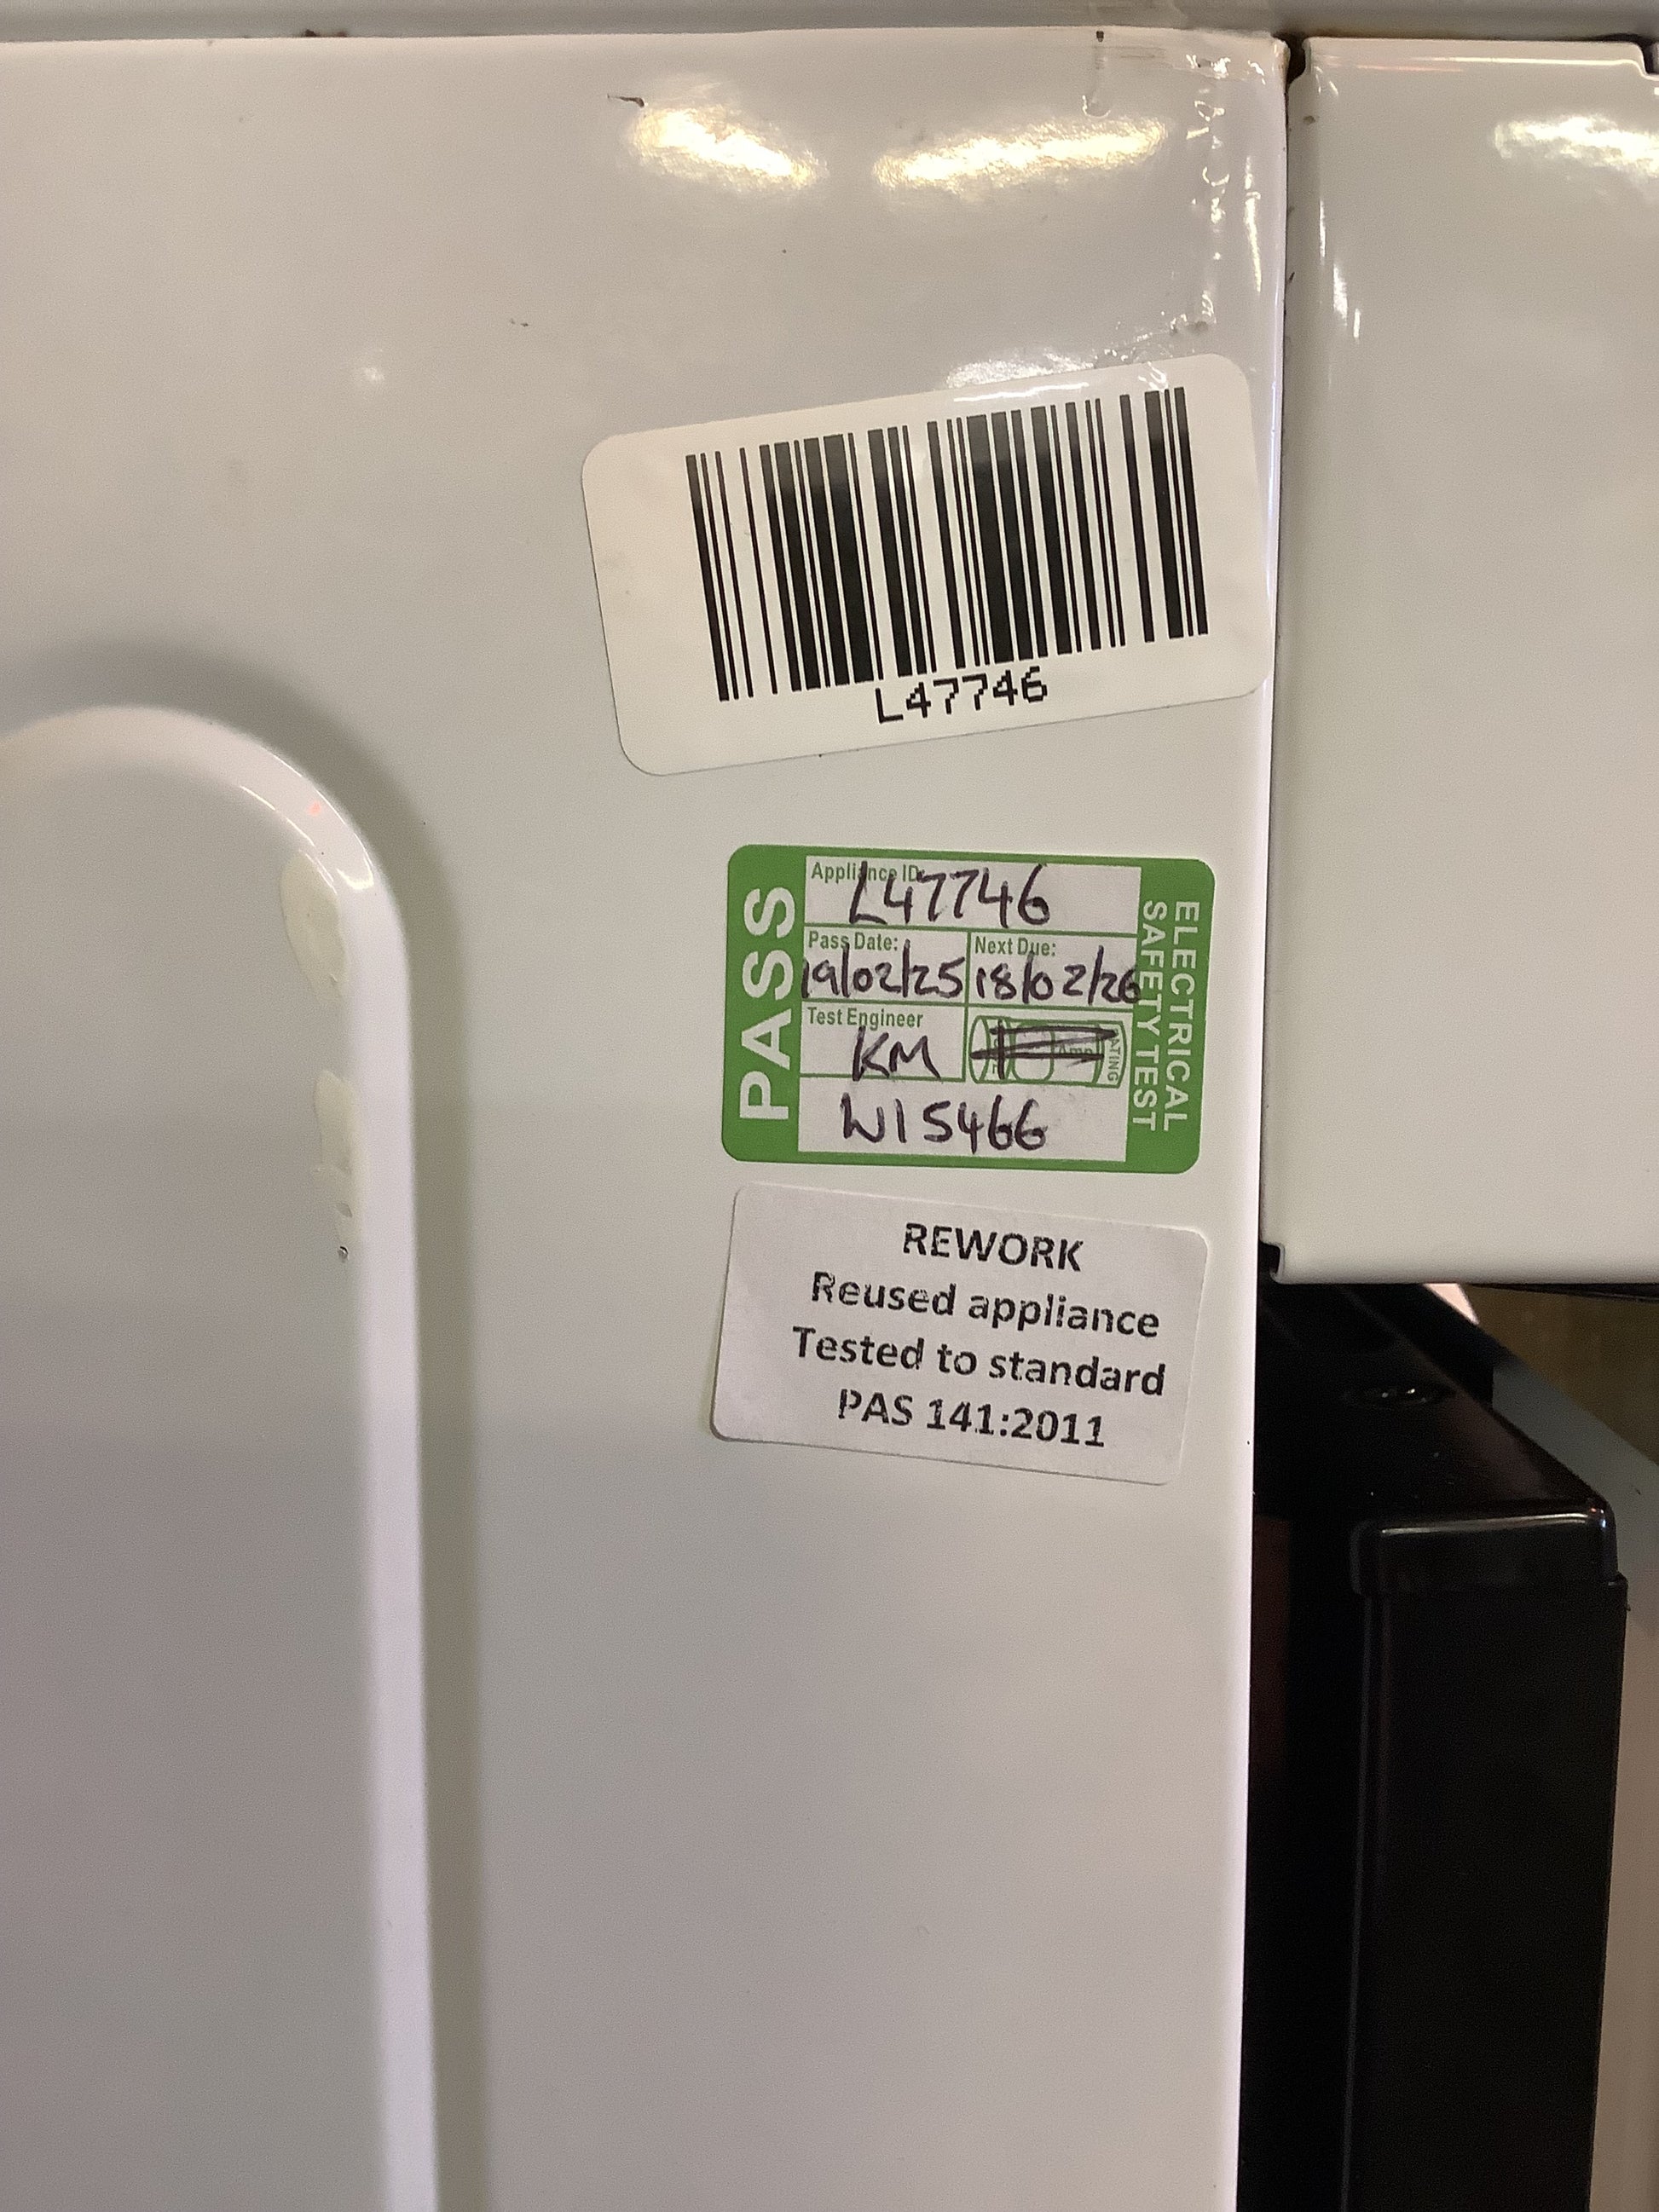 L47746
PASS
Appliance ID:
L47746
Pass Date:
19/02/25
Next Due:
18/02/26
Test Engineer
KM
W15466
ELECTRICAL
SAFETY TEST
REWORK
Reused appliance
Tested to standard
PAS 141:2011